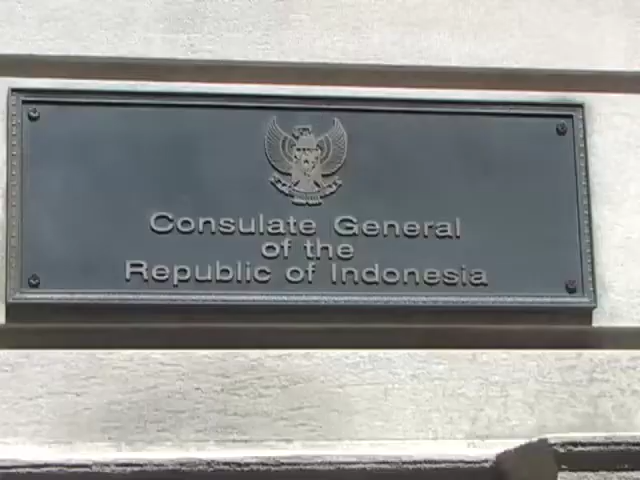 Consulate General
of the
Republic of Indonesia